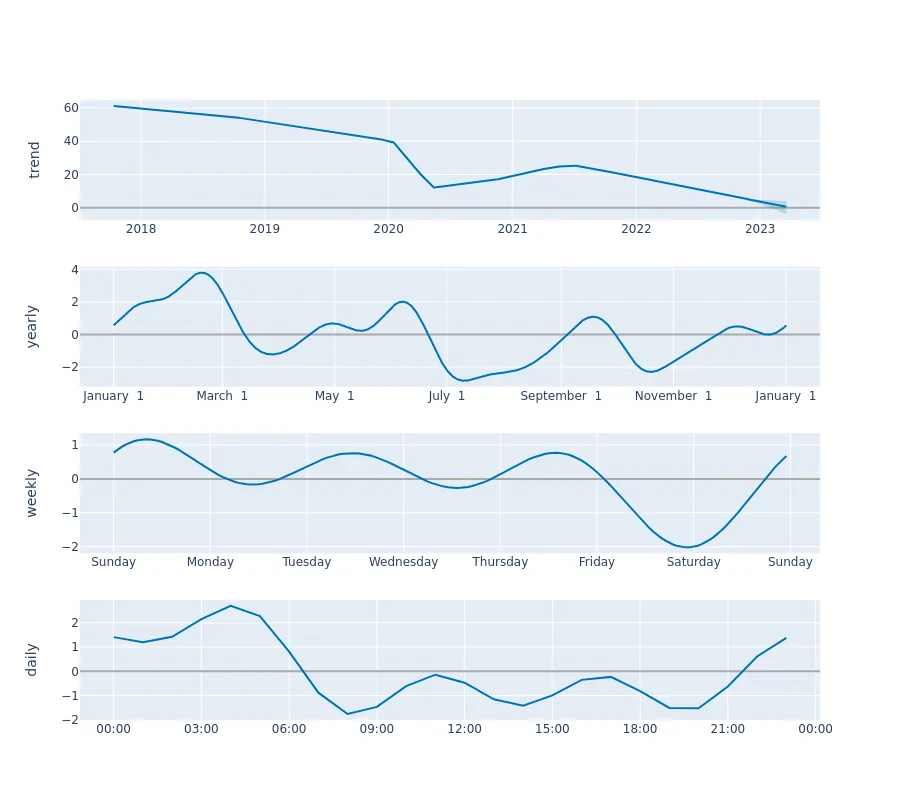 60
40
20
0
trend
2018 2019 2020 2021 2022 2023
4
2
0
−2
yearly
January 1 March 1 May 1 July 1 September 1 November 1 January 1
1
0
−1
−2
weekly
Sunday Monday Tuesday Wednesday Thursday Friday Saturday Sunday
2
1
0
−1
−2
daily
00:00 03:00 06:00 09:00 12:00 15:00 18:00 21:00 00:00